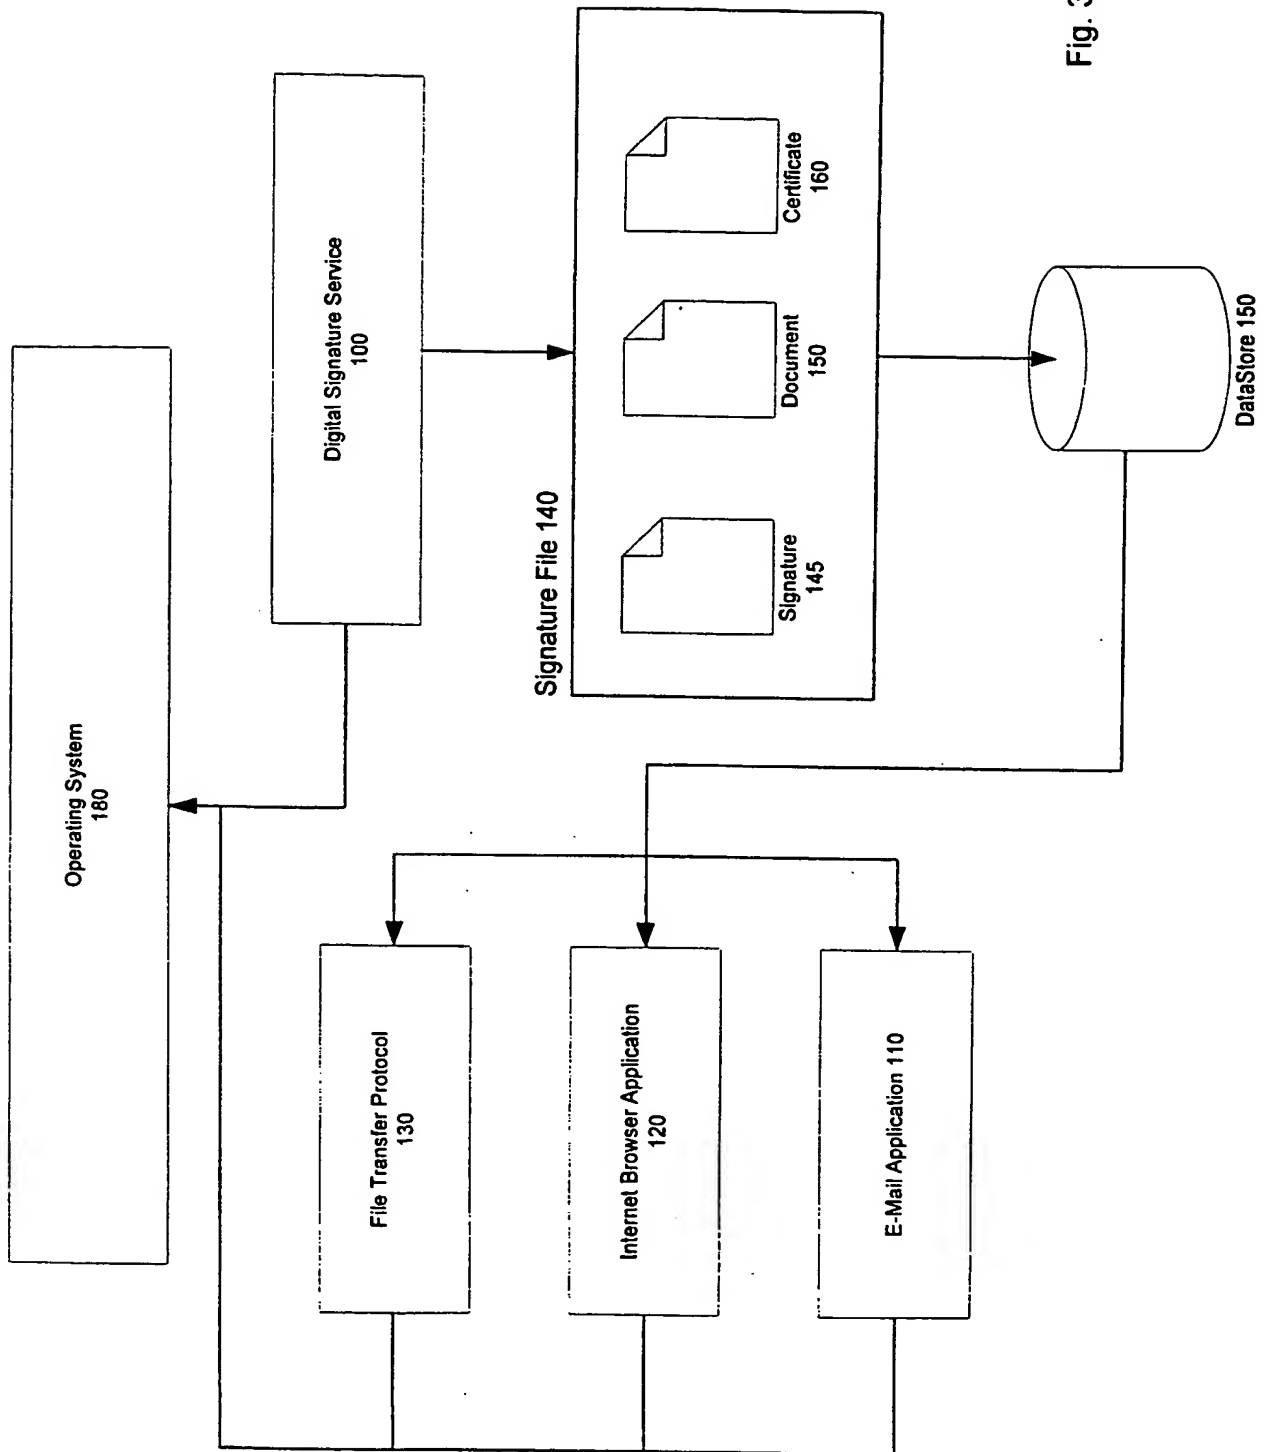 Operating System
180
Digital Signature Service
100
Signature File 140
Signature
145
Document
150
Certificate
160
File Transfer Protocol
130
Internet Browser Application
120
E-Mail Application 110
DataStore 150
Fig. 3